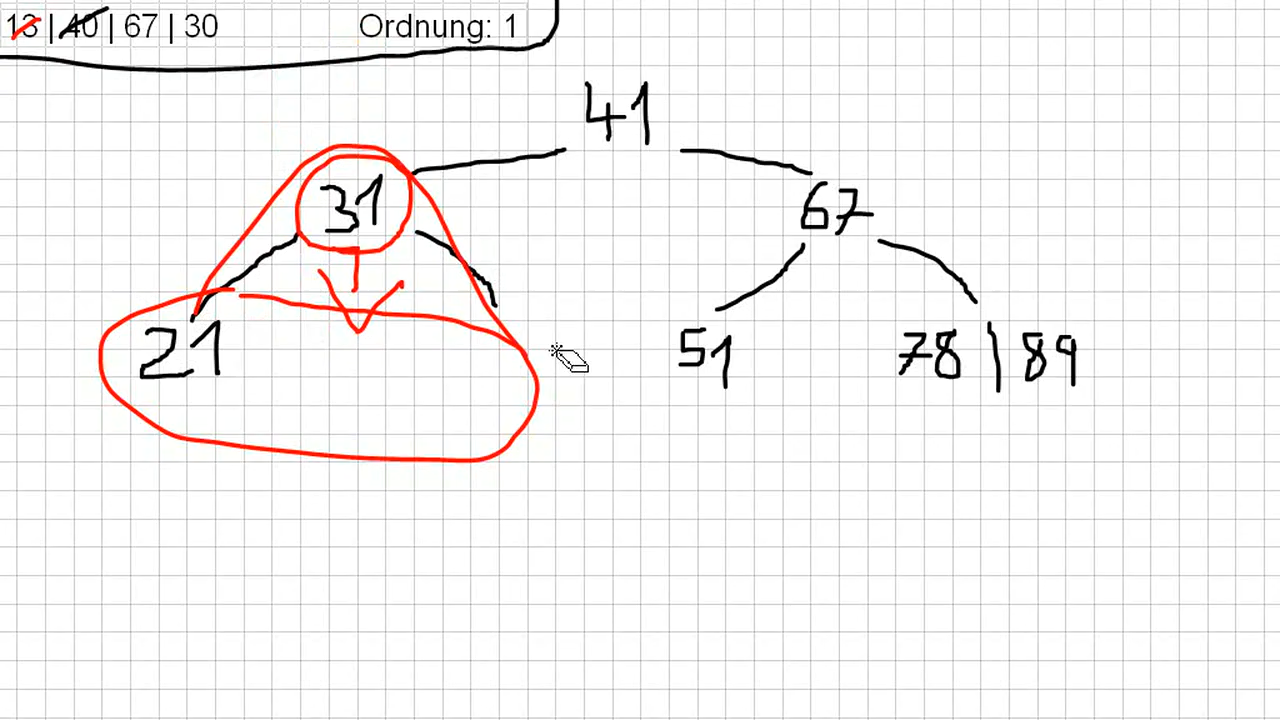 13 | 40 | 67 | 30 Ordnung: 1
41
31 67
21 51 78 | 89